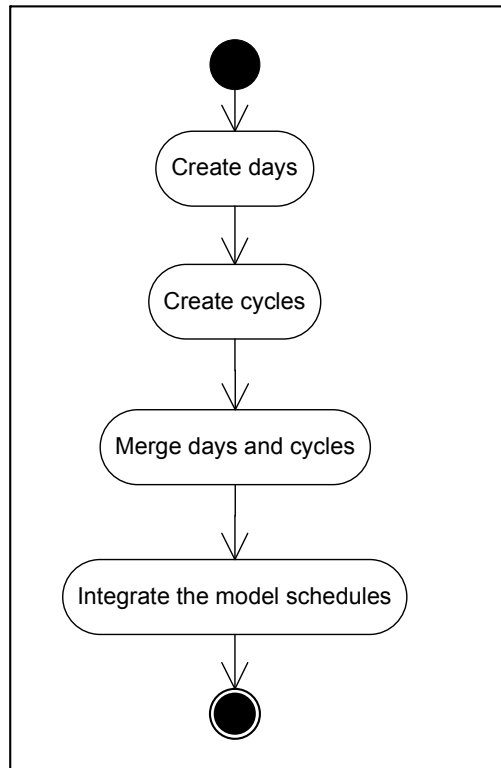 Create days
Create cycles
Merge days and cycles
Integrate the model schedules